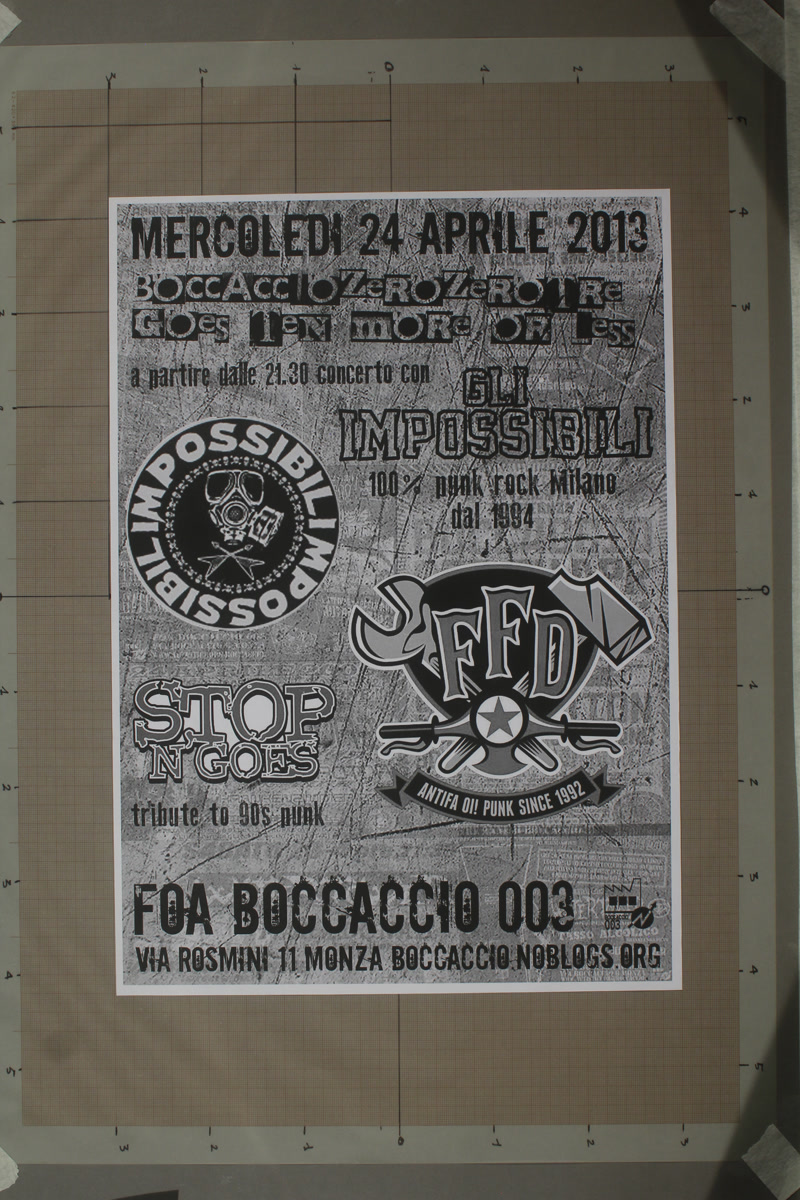 MERCOLEDI 24 APRILE 2013
BOCCACCIOZEROZEROTRE
GOES TEN MORE OR LESS
a partire dalle 21.30 concerto con
GLI
IMPOSSIBILI
100% punk rock Milano
dal 1994
IMPOSSIBILI IMPOSSIBILI
FFD
ANTIFA OI! PUNK SINCE 1992
STOP
N'GOES
tribute to 90s punk
FOA BOCCACCIO 003
VIA ROSMINI 11 MONZA BOCCACCIO.NOBLOGS.ORG